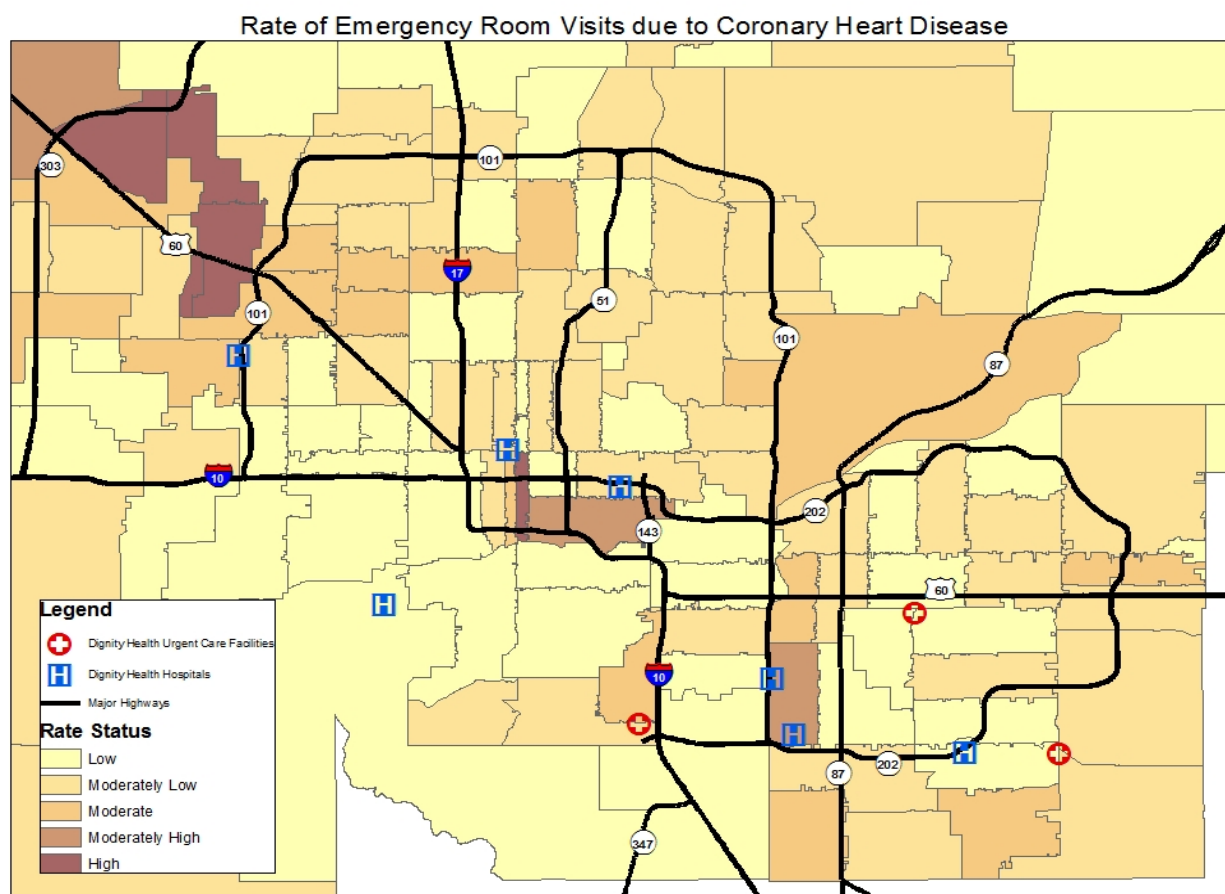 Rate of Emergency Room Visits due to Coronary Heart Disease
101
303
60
17
51
101
101
87
10
202
143
60
10
202
87
347
Legend
Dignity Health Urgent Care Facilities
Dignity Health Hospitals
Major Highways
Rate Status
Low
Moderately Low
Moderate
Moderately High
High
H
H
H
H
H
H
H
H